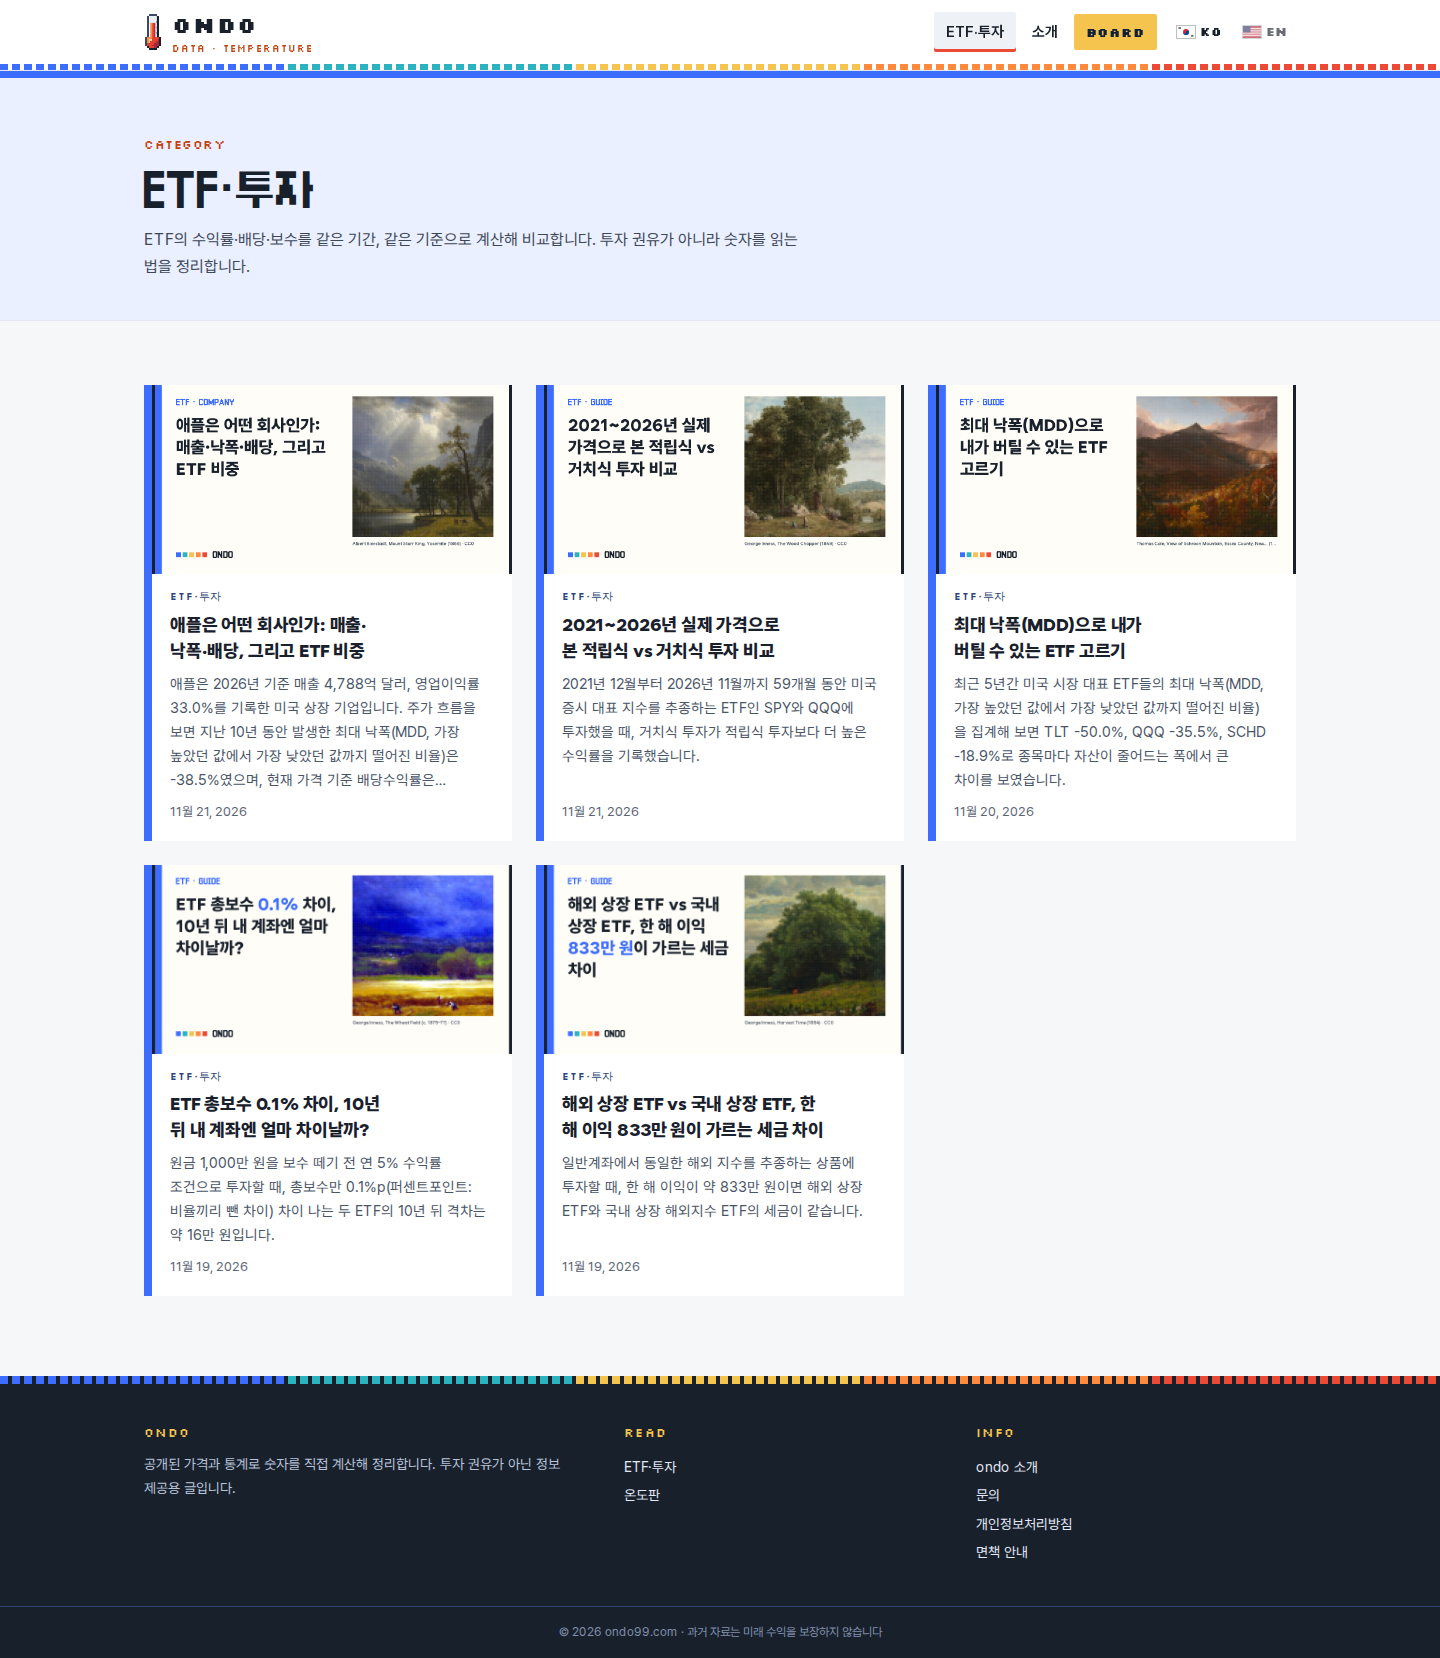 ONDO
DATA · TEMPERATURE
ETF·투자
소개
BOARD
KO
EN
CATEGORY
ETF·투자
ETF의 수익률·배당·보수를 같은 기간, 같은 기준으로 계산해 비교합니다. 투자 권유가 아니라 숫자를 읽는
법을 정리합니다.
ETF · COMPANY
애플은 어떤 회사인가:
매출·낙폭·배당, 그리고
ETF 비중
Albert Bierstadt, Mount Starr King, Yosemite (1866) · CC0
ONDO
ETF·투자
애플은 어떤 회사인가: 매출·
낙폭·배당, 그리고 ETF 비중
애플은 2026년 기준 매출 4,788억 달러, 영업이익률
33.0%를 기록한 미국 상장 기업입니다. 주가 흐름을
보면 지난 10년 동안 발생한 최대 낙폭(MDD, 가장
높았던 값에서 가장 낮았던 값까지 떨어진 비율)은
-38.5%였으며, 현재 가격 기준 배당수익률은...
11월 21, 2026
ETF · GUIDE
2021~2026년 실제
가격으로 본 적립식 vs
거치식 투자 비교
George Inness, The Wood Chopper (1859) · CC0
ONDO
ETF·투자
2021~2026년 실제 가격으로
본 적립식 vs 거치식 투자 비교
2021년 12월부터 2026년 11월까지 59개월 동안 미국
증시 대표 지수를 추종하는 ETF인 SPY와 QQQ에
투자했을 때, 거치식 투자가 적립식 투자보다 더 높은
수익률을 기록했습니다.
11월 21, 2026
ETF · GUIDE
최대 낙폭(MDD)으로
내가 버틸 수 있는 ETF
고르기
Thomas Cole, View of Schroon Mountain, Essex County, New... (1...
ONDO
ETF·투자
최대 낙폭(MDD)으로 내가
버틸 수 있는 ETF 고르기
최근 5년간 미국 시장 대표 ETF들의 최대 낙폭(MDD,
가장 높았던 값에서 가장 낮았던 값까지 떨어진 비율)
을 집계해 보면 TLT -50.0%, QQQ -35.5%, SCHD
-18.9%로 종목마다 자산이 줄어드는 폭에서 큰
차이를 보였습니다.
11월 20, 2026
ETF · GUIDE
ETF 총보수 0.1% 차이,
10년 뒤 내 계좌엔 얼마
차이날까?
George Inness, The Wheat Field (c. 1875–77) · CC0
ONDO
ETF·투자
ETF 총보수 0.1% 차이, 10년
뒤 내 계좌엔 얼마 차이날까?
원금 1,000만 원을 보수 떼기 전 연 5% 수익률
조건으로 투자할 때, 총보수만 0.1%p(퍼센트포인트:
비율끼리 뺀 차이) 차이 나는 두 ETF의 10년 뒤 격차는
약 16만 원입니다.
11월 19, 2026
ETF · GUIDE
해외 상장 ETF vs 국내
상장 ETF, 한 해 이익
833만 원이 가르는 세금
차이
George Inness, Harvest Time (1864) · CC0
ONDO
ETF·투자
해외 상장 ETF vs 국내 상장 ETF, 한
해 이익 833만 원이 가르는 세금 차이
일반계좌에서 동일한 해외 지수를 추종하는 상품에
투자할 때, 한 해 이익이 약 833만 원이면 해외 상장
ETF와 국내 상장 해외지수 ETF의 세금이 같습니다.
11월 19, 2026
ONDO
공개된 가격과 통계로 숫자를 직접 계산해 정리합니다. 투자 권유가 아닌 정보
제공용 글입니다.
READ
ETF·투자
온도판
INFO
ondo 소개
문의
개인정보처리방침
면책 안내
© 2026 ondo99.com · 과거 자료는 미래 수익을 보장하지 않습니다